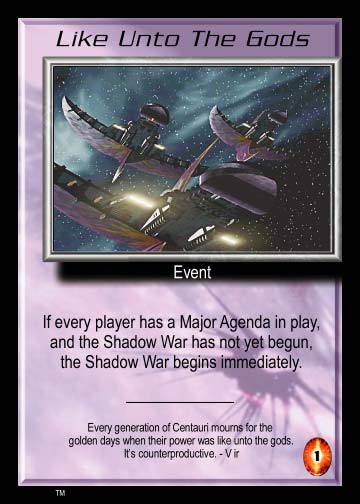 Like Unto The Gods
Event
If every player has a Major Agenda in play,
and the Shadow War has not yet begun,
the Shadow War begins immediately.
Every generation of Centauri mourns for the
golden days when their power was like unto the gods.
It's counterproductive. - V ir
1
TM